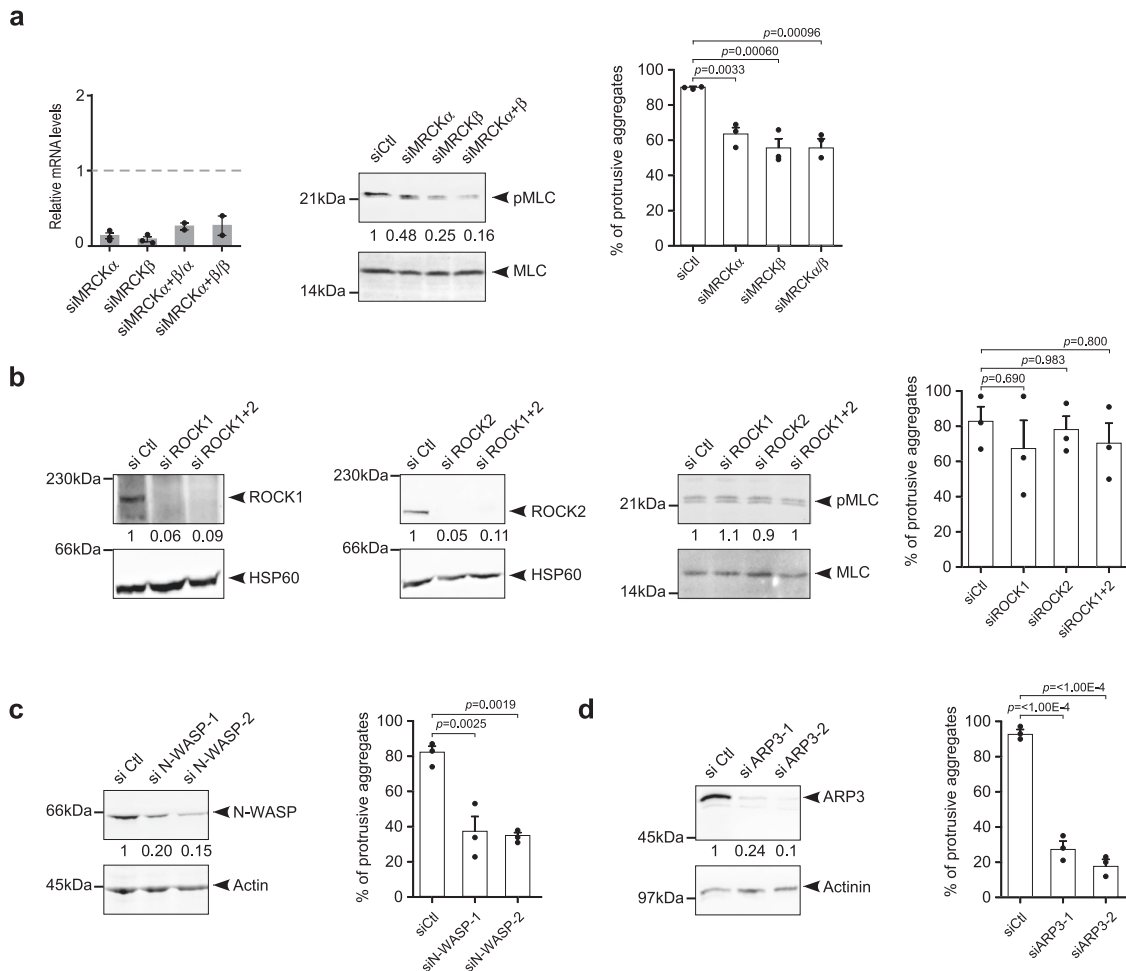 a
Relative mRNA levels
2
1
0
siMRCKα
siMRCKβ
siMRCKα+β/α
siMRCKα+β/β
siCtl
siMRCKα
siMRCKβ
siMRCKα+β
21kDa
pMLC
1 0.48 0.25 0.16
MLC
14kDa
% of protrusive aggregates
p=0.00096
p=0.00060
p=0.0033
100
80
60
40
20
0
siCtl
siMRCKα
siMRCKβ
siMRCKα/β
b
si Ctl
si ROCK1
si ROCK1+2
230kDa
ROCK1
1 0.06 0.09
66kDa
HSP60
si Ctl
si ROCK2
si ROCK1+2
230kDa
ROCK2
1 0.05 0.11
66kDa
HSP60
si Ctl
si ROCK1
si ROCK2
si ROCK1+2
21kDa
pMLC
1 1.1 0.9 1
MLC
14kDa
% of protrusive aggregates
p=0.800
p=0.983
p=0.690
100
80
60
40
20
0
siCtl
siROCK1
siROCK2
siROCK1+2
c
si Ctl
si N-WASP-1
si N-WASP-2
66kDa
N-WASP
1 0.20 0.15
45kDa
Actin
% of protrusive aggregates
p=0.0019
p=0.0025
100
80
60
40
20
0
siCtl
siN-WASP-1
siN-WASP-2
d
si Ctl
si ARP3-1
si ARP3-2
ARP3
45kDa
1 0.24 0.1
Actinin
97kDa
% of protrusive aggregates
p=<1.00E-4
p=<1.00E-4
100
80
60
40
20
0
siCtl
siARP3-1
siARP3-2